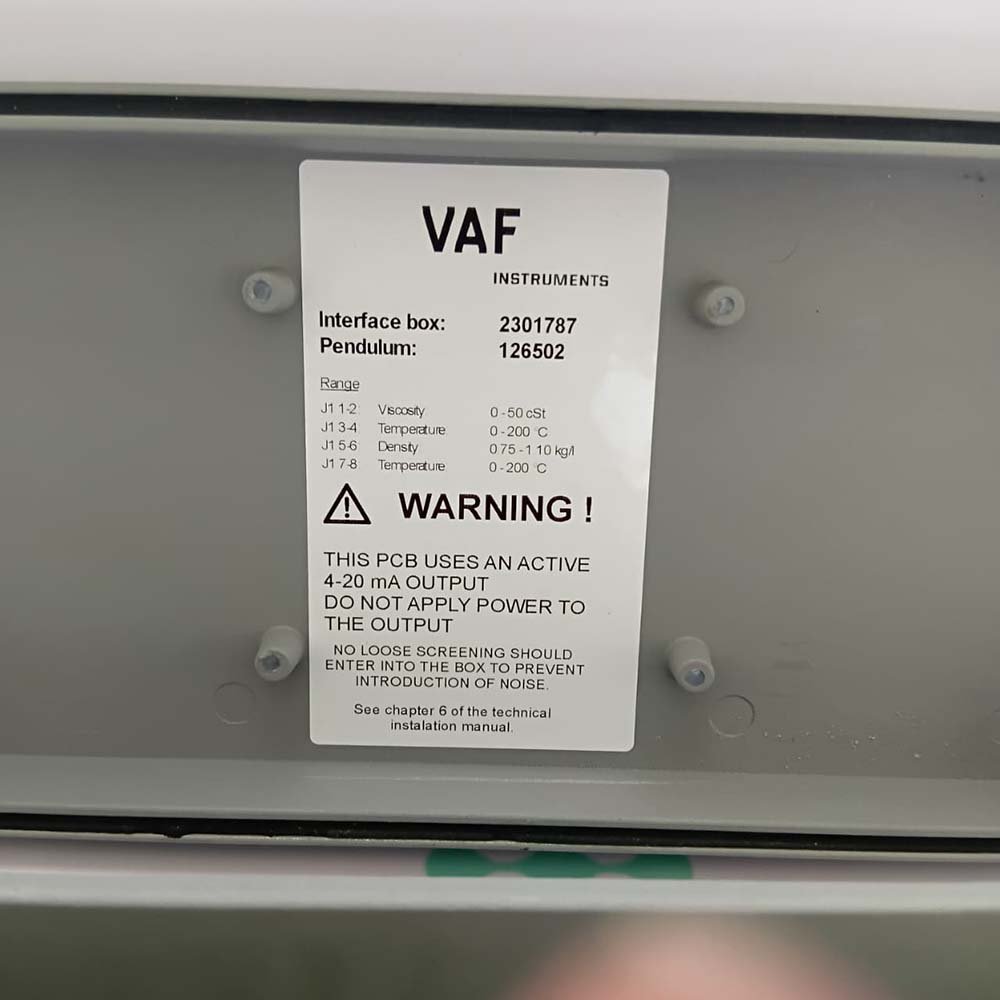 VAF
INSTRUMENTS
Interface box: 2301787
Pendulum: 126502
Range
J1 1-2 Viscosity 0 - 50 cSt
J1 3-4 Temperature 0 - 200 °C
J1 5-6 Density 0.75 - 1.10 kg/l
J1 7-8 Temperature 0 - 200 °C
WARNING !
THIS PCB USES AN ACTIVE
4-20 mA OUTPUT
DO NOT APPLY POWER TO
THE OUTPUT
NO LOOSE SCREENING SHOULD
ENTER INTO THE BOX TO PREVENT
INTRODUCTION OF NOISE.
See chapter 6 of the technical
instalation manual.